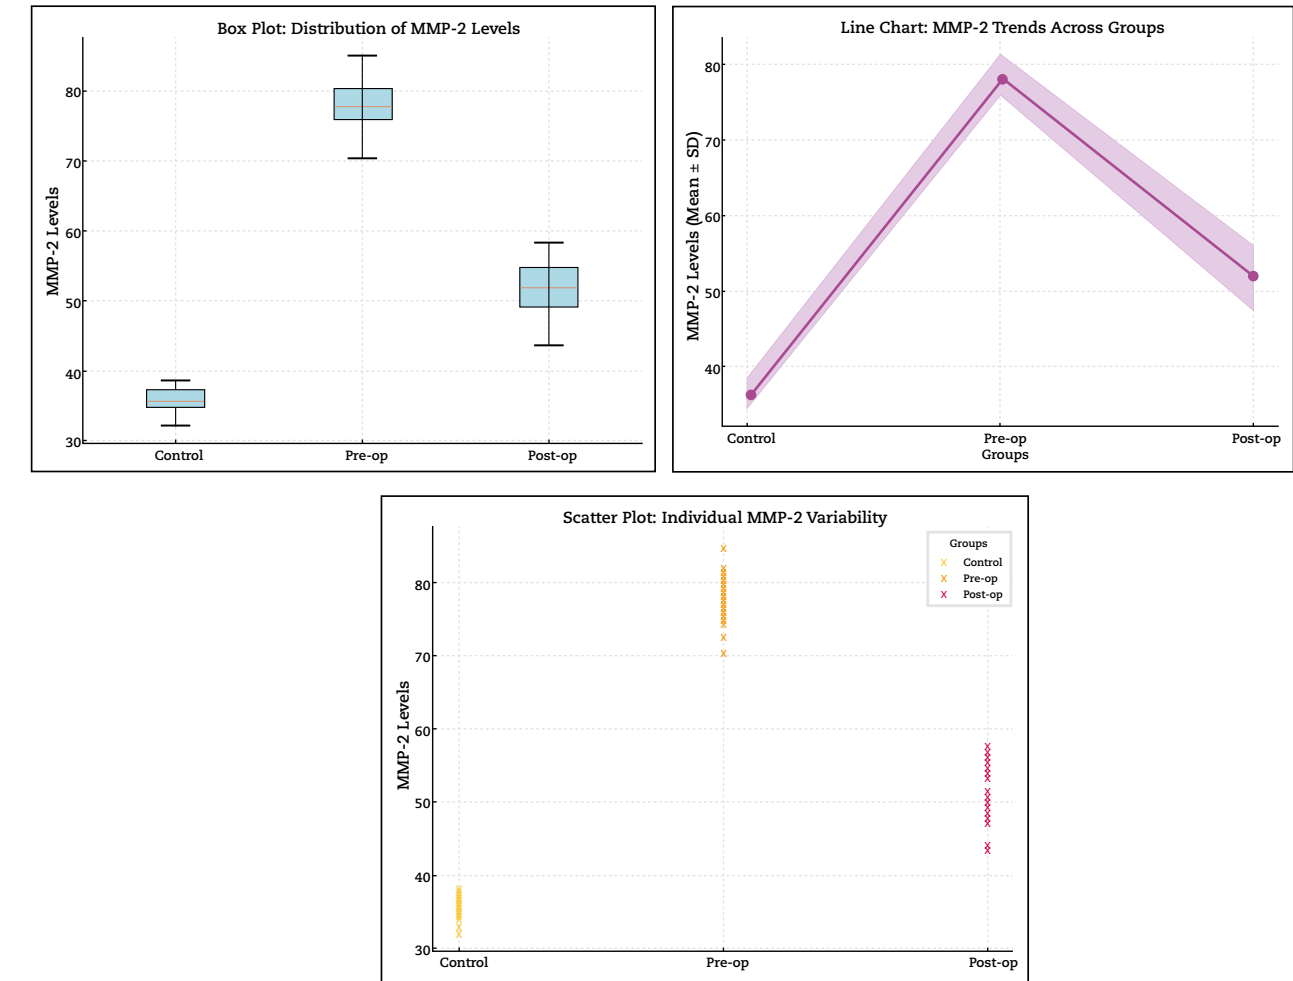 Box Plot: Distribution of MMP-2 Levels
MMP-2 Levels
80
70
60
50
40
30
Control
Pre-op
Post-op
Line Chart: MMP-2 Trends Across Groups
MMP-2 Levels (Mean ± SD)
80
70
60
50
40
Control
Pre-op
Post-op
Groups
Scatter Plot: Individual MMP-2 Variability
MMP-2 Levels
80
70
60
50
40
30
Groups
x Control
x Pre-op
x Post-op
Control
Pre-op
Post-op